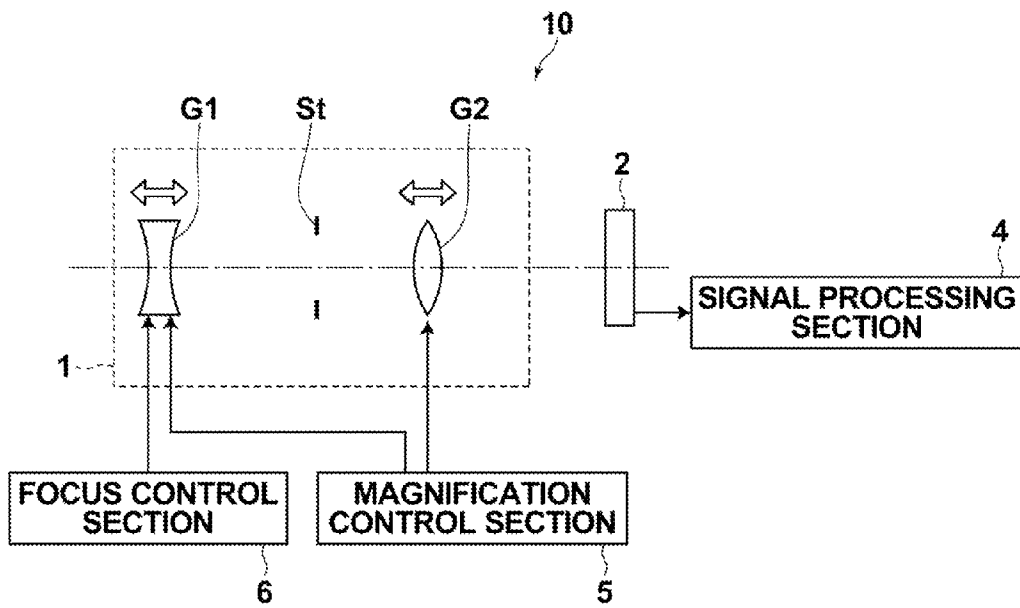 10
G1 St G2
2
4
SIGNAL PROCESSING
SECTION
1
FOCUS CONTROL
SECTION
MAGNIFICATION
CONTROL SECTION
6
5